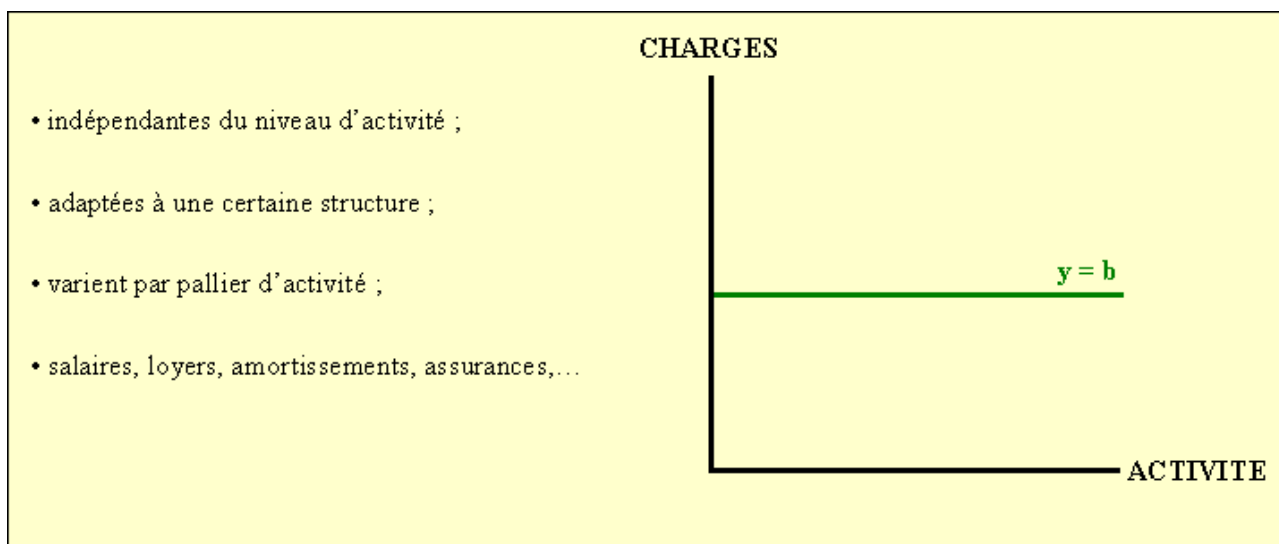 CHARGES
• indépendantes du niveau d’activité ;
• adaptées à une certaine structure ;
• varient par pallier d’activité ;
y = b
• salaires, loyers, amortissements, assurances,…
ACTIVITE